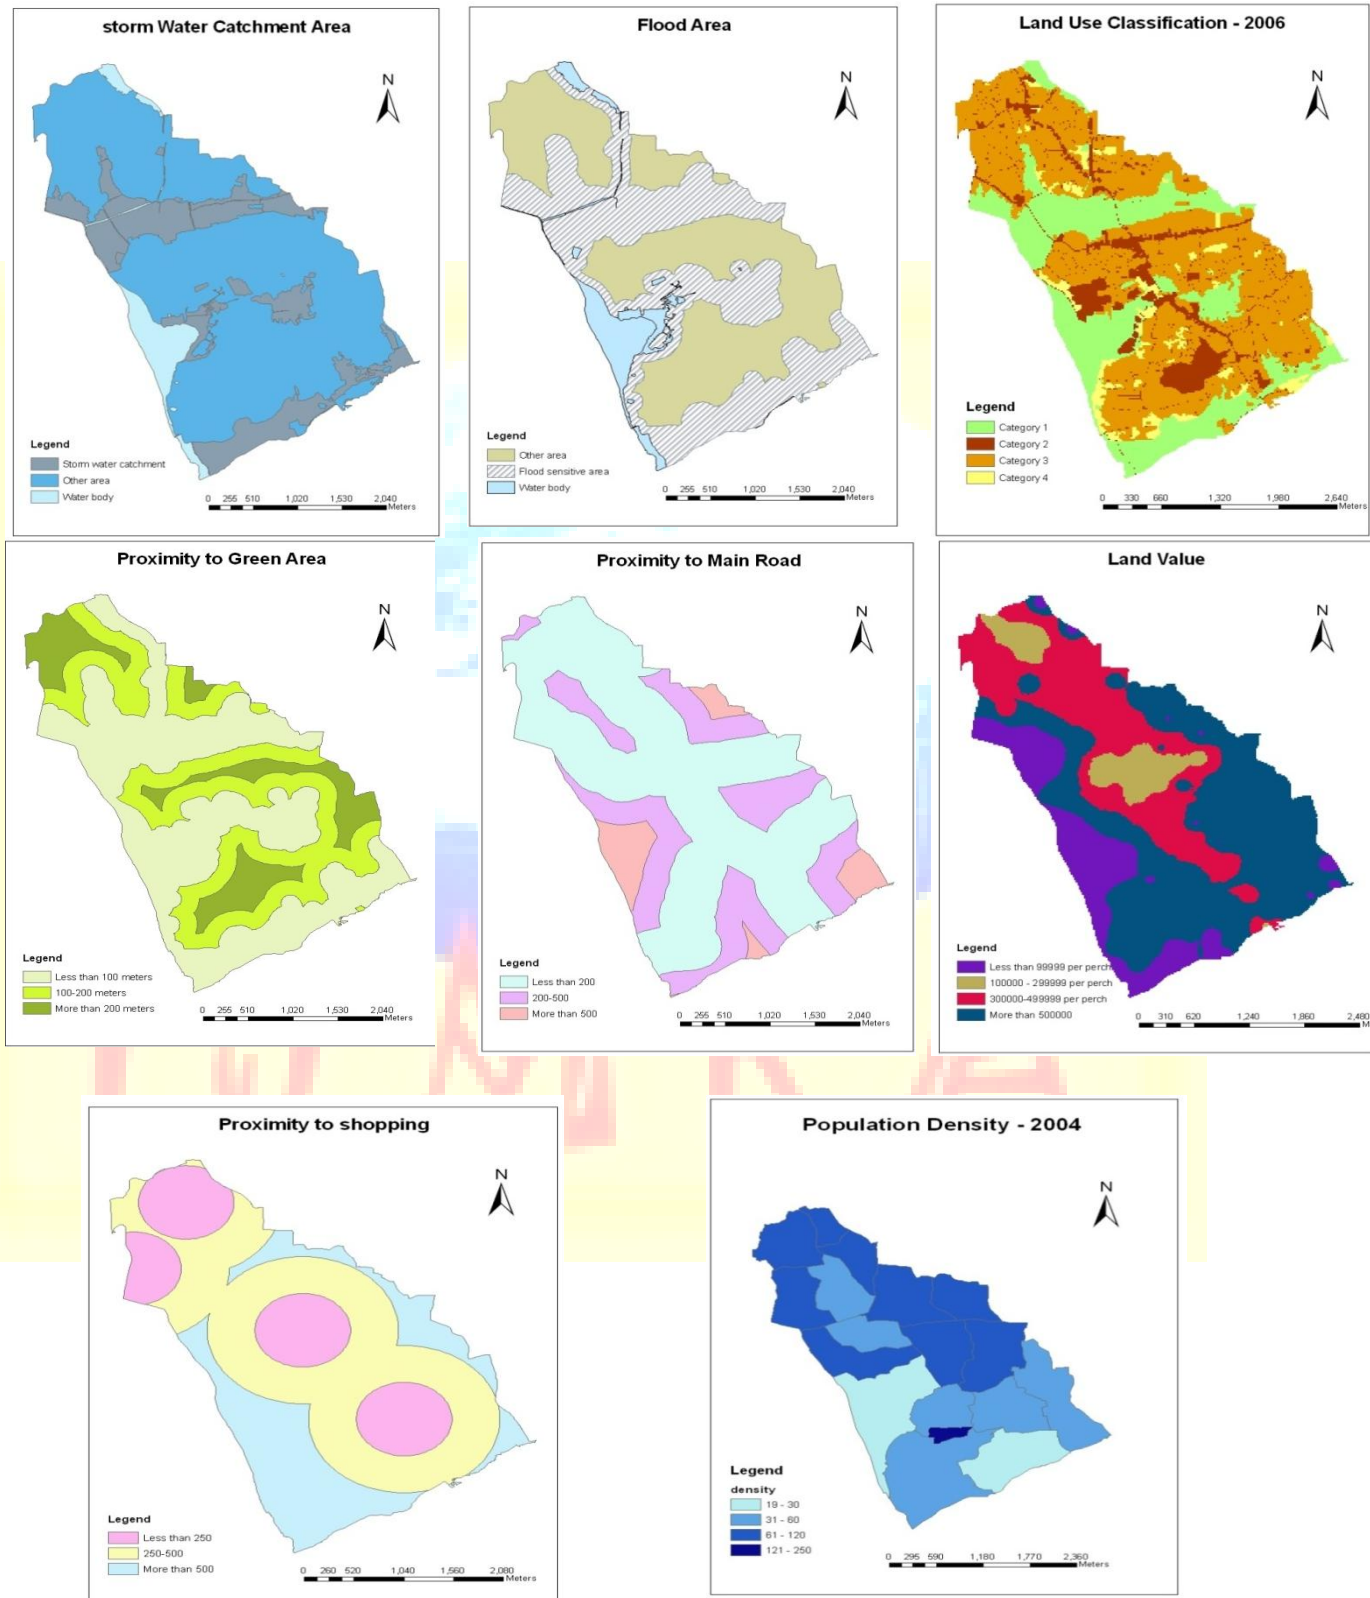 storm Water Catchment Area
N
Legend
Storm water catchment
Other area
Water body
0 255 510 1,020 1,530 2,040
Meters
Flood Area
N
Legend
Other area
Flood sensitive area
Water body
0 255 510 1,020 1,530 2,040
Meters
Land Use Classification - 2006
N
Legend
Category 1
Category 2
Category 3
Category 4
0 330 660 1,320 1,980 2,640
Meters
Proximity to Green Area
N
Legend
Less than 100 meters
100-200 meters
More than 200 meters
0 255 510 1,020 1,530 2,040
Meters
Proximity to Main Road
N
Legend
Less than 200
200-500
More than 500
0 255 510 1,020 1,530 2,040
Meters
Land Value
N
Legend
Less than 99999 per perch
100000 - 299999 per perch
300000-499999 per perch
More than 500000
0 310 620 1,240 1,860 2,480
M
Proximity to shopping
N
Legend
Less than 250
250-500
More than 500
0 260 520 1,040 1,560 2,080
Meters
Population Density - 2004
N
Legend
density
19 - 30
31 - 60
61 - 120
121 - 250
0 295 590 1,180 1,770 2,360
Meters